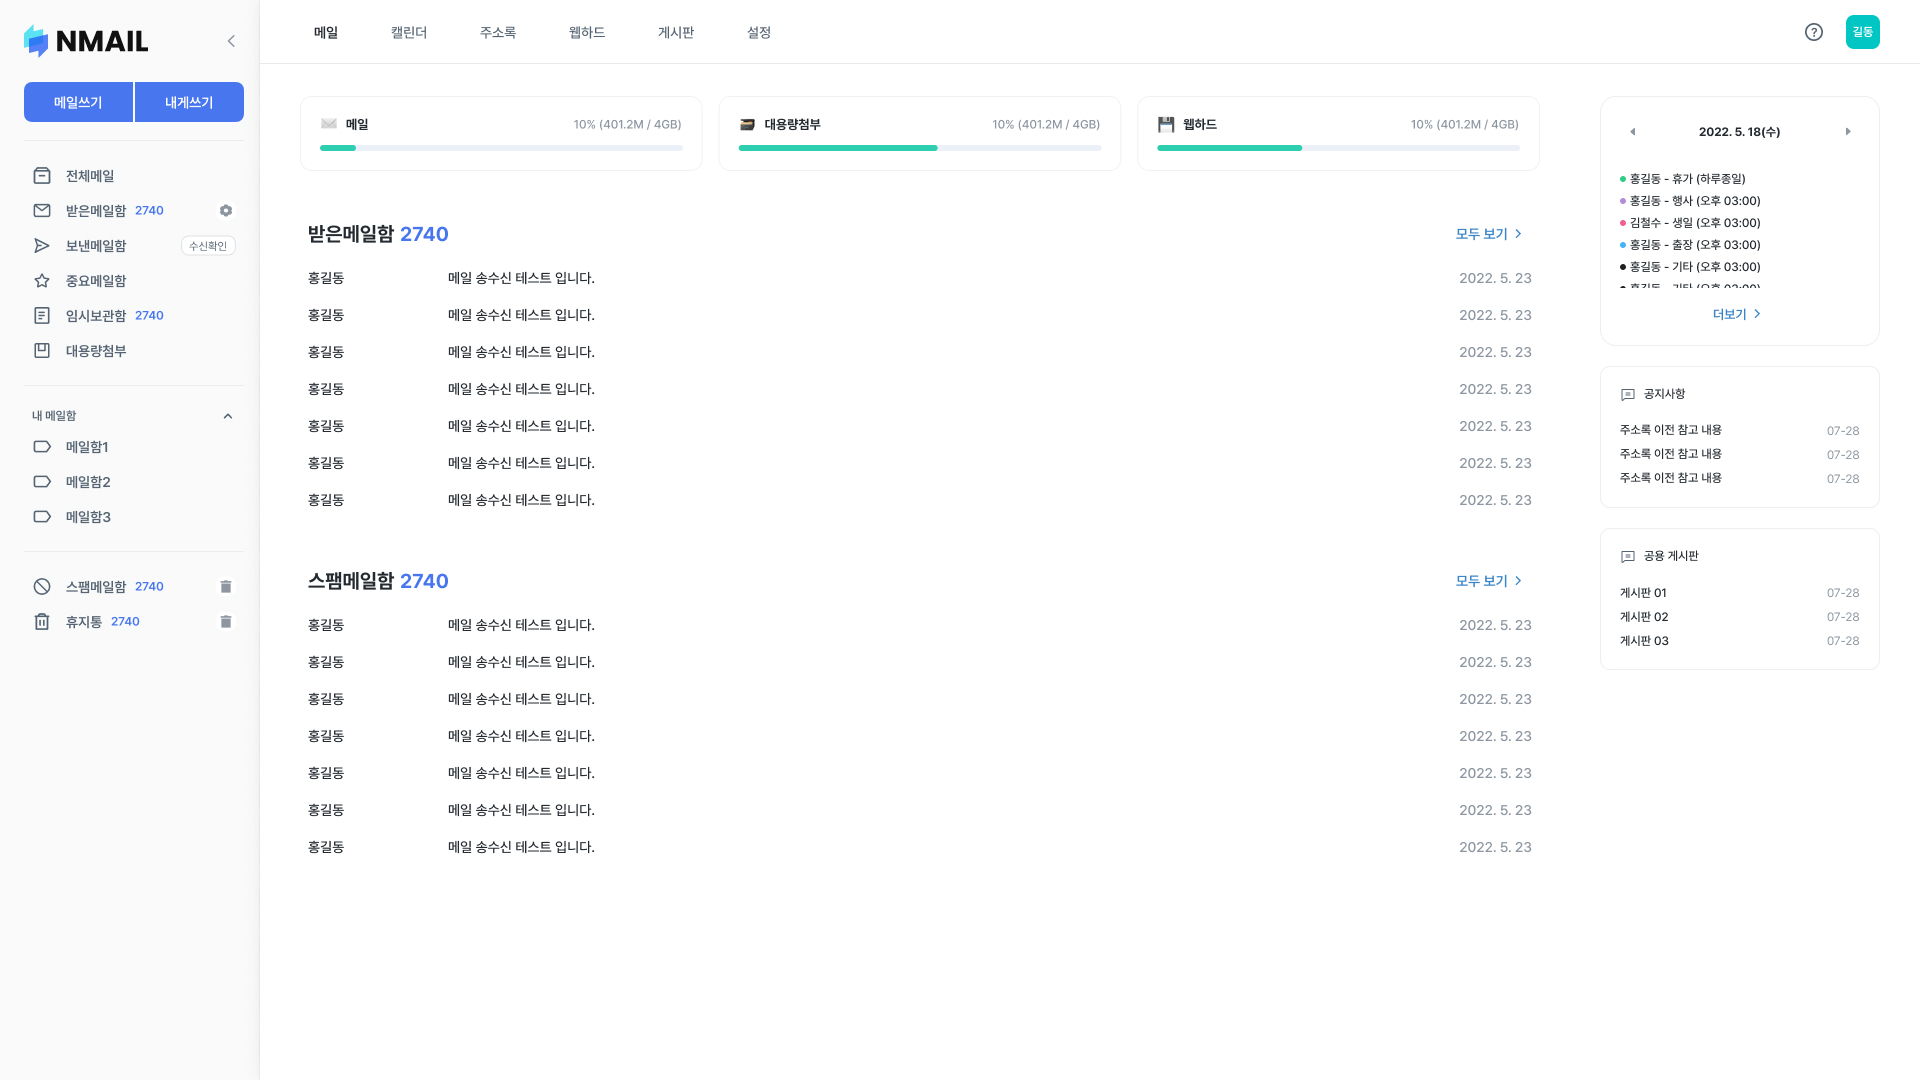 NMAIL
메일쓰기
내게쓰기
전체메일
받은메일함 2740
보낸메일함 수신확인
중요메일함
임시보관함 2740
대용량첨부
내 메일함
메일함1
메일함2
메일함3
스팸메일함 2740
휴지통 2740
메일 캘린더 주소록 웹하드 게시판 설정
길동
메일 10% (401.2M / 4GB)
대용량첨부 10% (401.2M / 4GB)
웹하드 10% (401.2M / 4GB)
받은메일함 2740 모두 보기
홍길동 메일 송수신 테스트 입니다. 2022. 5. 23
홍길동 메일 송수신 테스트 입니다. 2022. 5. 23
홍길동 메일 송수신 테스트 입니다. 2022. 5. 23
홍길동 메일 송수신 테스트 입니다. 2022. 5. 23
홍길동 메일 송수신 테스트 입니다. 2022. 5. 23
홍길동 메일 송수신 테스트 입니다. 2022. 5. 23
홍길동 메일 송수신 테스트 입니다. 2022. 5. 23
스팸메일함 2740 모두 보기
홍길동 메일 송수신 테스트 입니다. 2022. 5. 23
홍길동 메일 송수신 테스트 입니다. 2022. 5. 23
홍길동 메일 송수신 테스트 입니다. 2022. 5. 23
홍길동 메일 송수신 테스트 입니다. 2022. 5. 23
홍길동 메일 송수신 테스트 입니다. 2022. 5. 23
홍길동 메일 송수신 테스트 입니다. 2022. 5. 23
홍길동 메일 송수신 테스트 입니다. 2022. 5. 23
2022. 5. 18(수)
홍길동 - 휴가 (하루종일)
홍길동 - 행사 (오후 03:00)
김철수 - 생일 (오후 03:00)
홍길동 - 출장 (오후 03:00)
홍길동 - 기타 (오후 03:00)
홍길동 - 기타 (오후 03:00)
더보기
공지사항
주소록 이전 참고 내용 07-28
주소록 이전 참고 내용 07-28
주소록 이전 참고 내용 07-28
공용 게시판
게시판 01 07-28
게시판 02 07-28
게시판 03 07-28